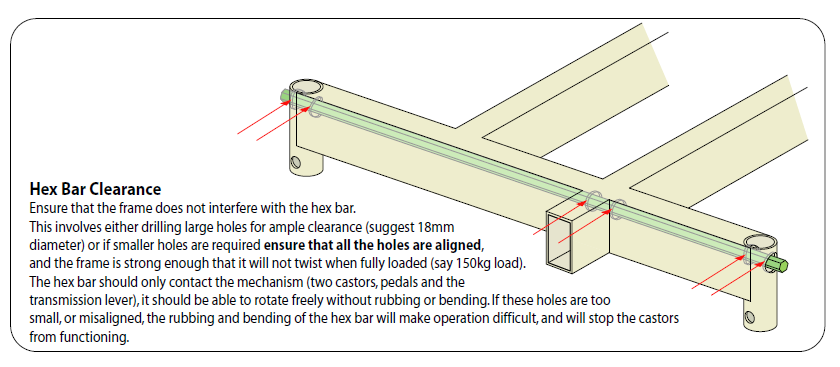 Hex Bar Clearance
Ensure that the frame does not interfere with the hex bar.
This involves either drilling large holes for ample clearance (suggest 18mm
diameter) or if smaller holes are required ensure that all the holes are aligned,
and the frame is strong enough that it will not twist when fully loaded (say 150kg load).
The hex bar should only contact the mechanism (two castors, pedals and the
transmission lever), it should be able to rotate freely without rubbing or bending. If these holes are too
small, or misaligned, the rubbing and bending of the hex bar will make operation difficult, and will stop the castors
from functioning.